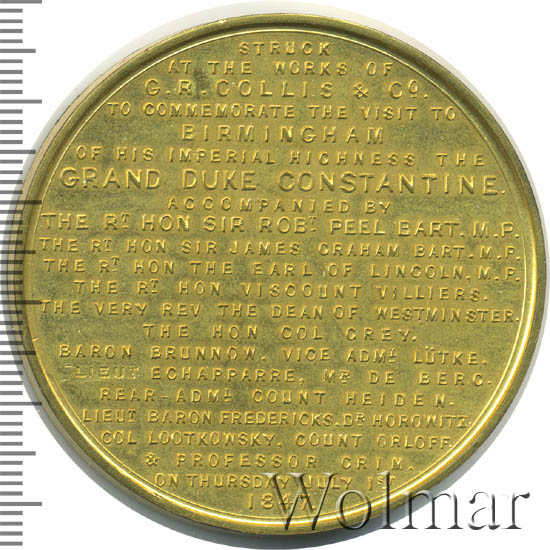 STRUCK
AT THE WORKS OF
G.R. COLLIS & Co.
TO COMMEMORATE THE VISIT TO
BIRMINGHAM
OF HIS IMPERIAL HIGHNESS THE
GRAND DUKE CONSTANTINE.
ACCOMPANIED BY
THE RT HON SIR ROBT PEEL BART. M.P.
THE RT HON SIR JAMES GRAHAM BART. M.P.
THE RT HON THE EARL OF LINCOLN. M.P.
THE RT HON VISCOUNT VILLIERS.
THE VERY REV THE DEAN OF WESTMINSTER.
THE HON COL GREY.
BARON BRUNNOW. VICE ADML LÜTKE.
LIEUT ECHAPPARRE, MR DE BERG.
REAR-ADML COUNT HEIDEN.
LIEUT BARON FREDERICKS. DR HOROWITZ.
COL LOOTKOWSKY. COUNT ORLOFF.
& PROFESSOR GRIM.
ON THURSDAY JULY 1ST
1847
Wolmar